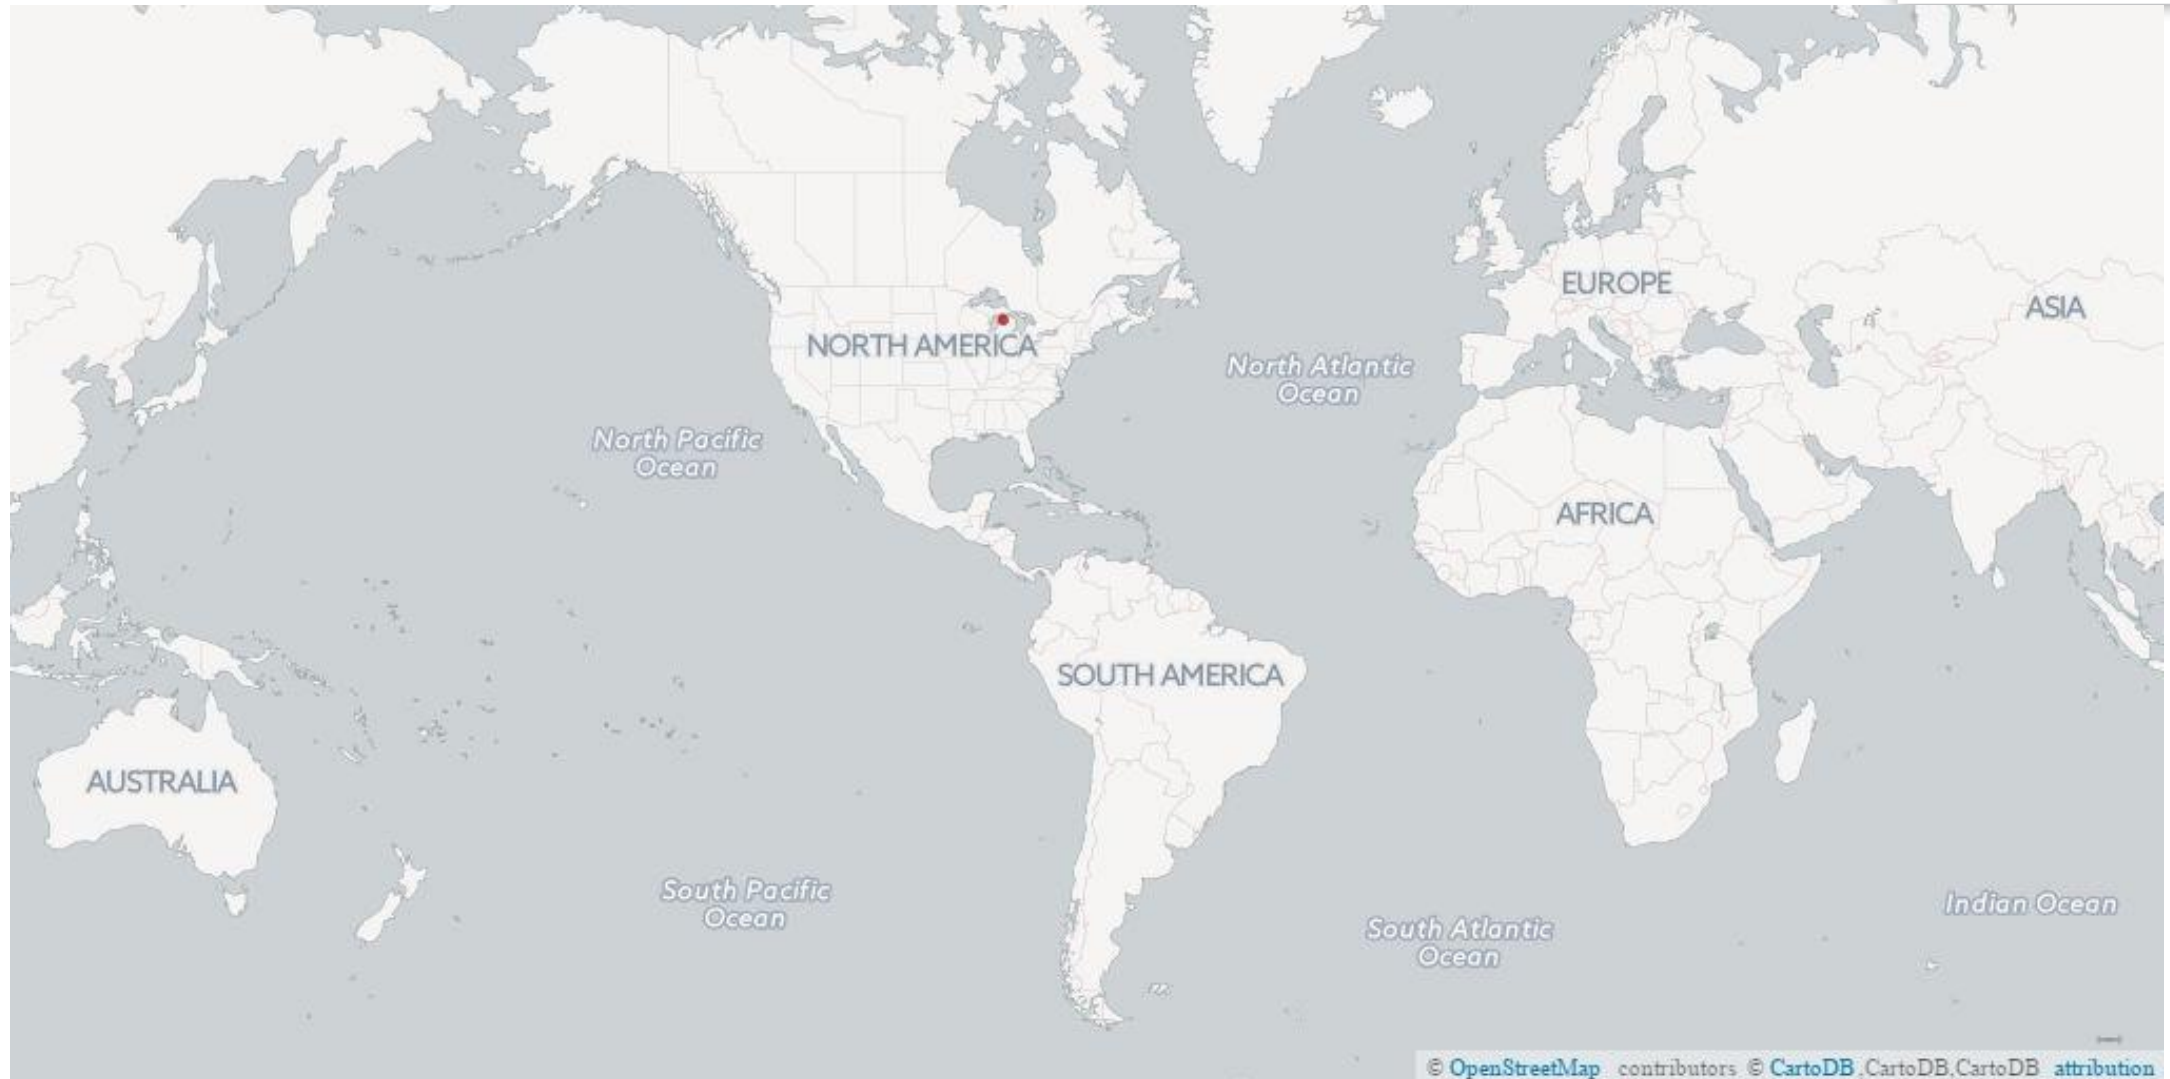 EUROPE
ASIA
NORTH AMERICA
North Atlantic
Ocean
North Pacific
Ocean
AFRICA
SOUTH AMERICA
AUSTRALIA
South Pacific
Ocean
Indian Ocean
South Atlantic
Ocean
© OpenStreetMap contributors © CartoDB ,CartoDB,CartoDB attribution